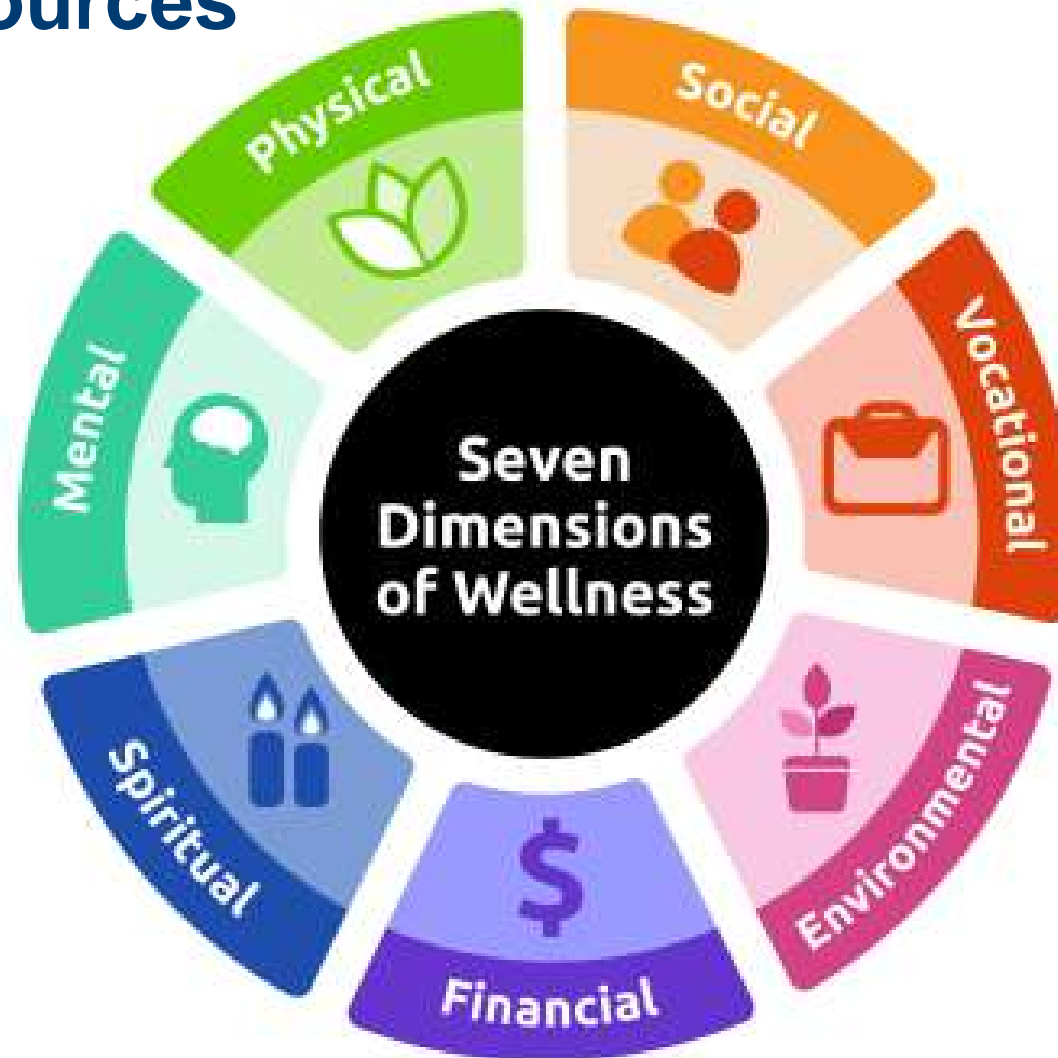 ources
Physical
Social
Vocational
Environmental
Financial
Spiritual
Mental
Seven
Dimensions
of Wellness
$